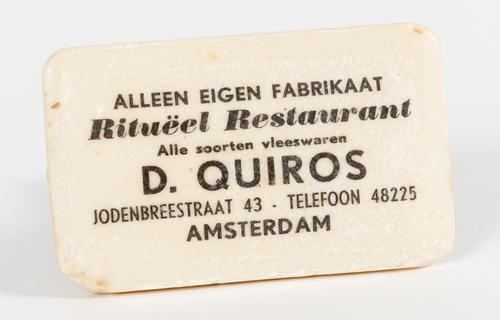 ALLEEN EIGEN FABRIKAAT
Rituëel Restaurant
Alle soorten vleeswaren
D. QUIROS
JODENBREESTRAAT 43 - TELEFOON 48225
AMSTERDAM